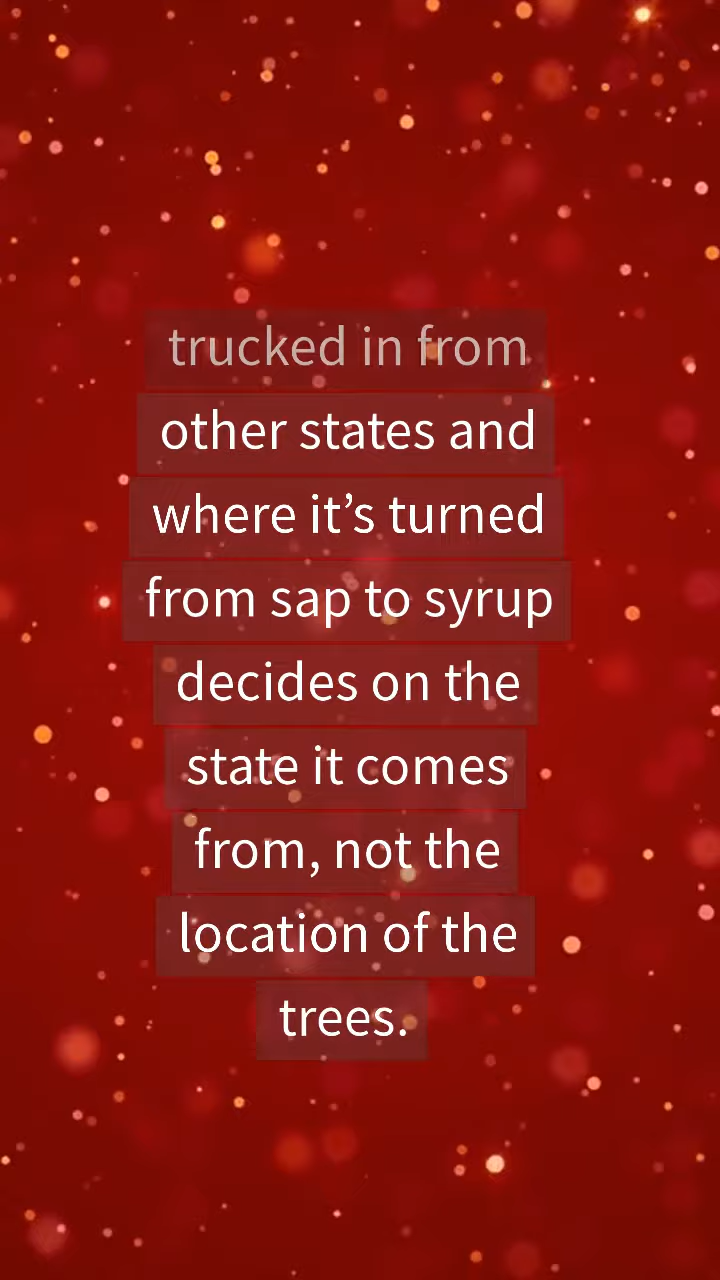 trucked in from
other states and
where it’s turned
from sap to syrup
decides on the
state it comes
from, not the
location of the
trees.